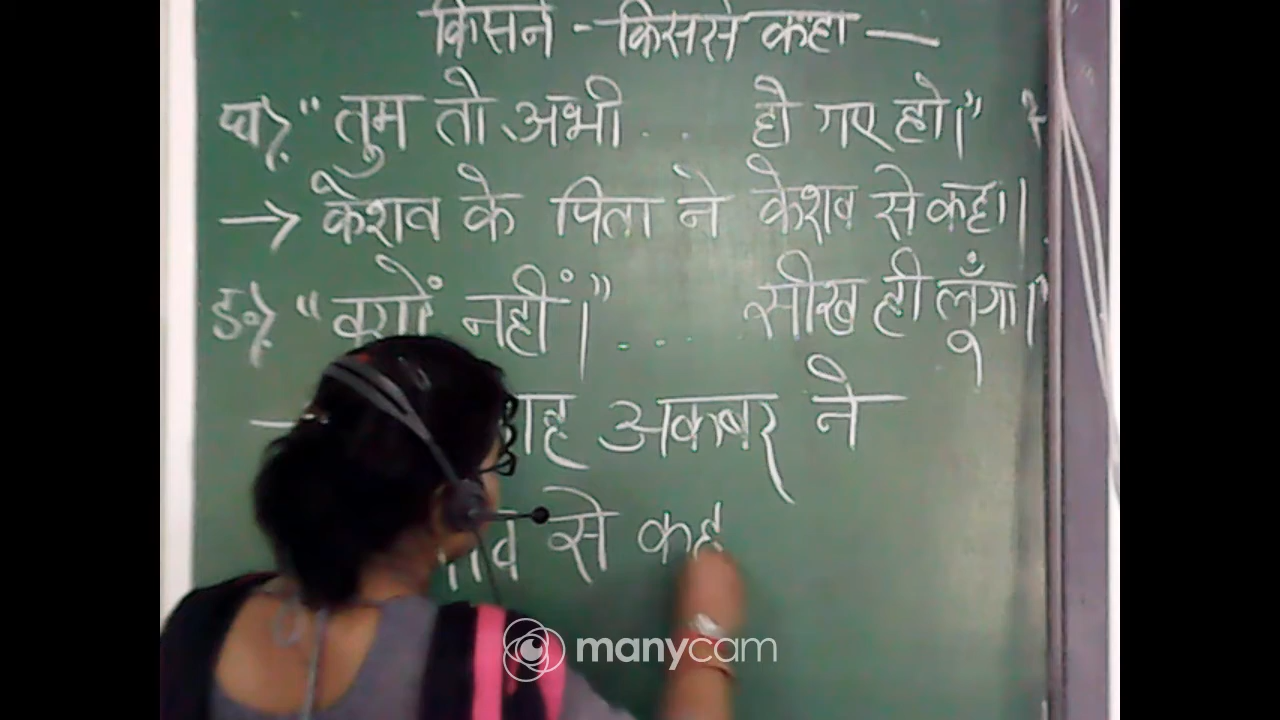 किसने - किससे कहा —
घ) "तुम तो अभी .. हो गए हो।"
→ केशव के पिता ने केशव से कहा।
ङ) "क्यों नहीं।" .... सीख ही लूँगा।
अकबर ने
से कह
manycam